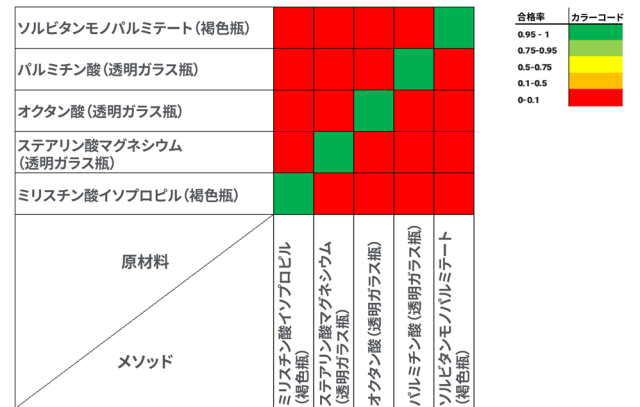 ソルビタンモノパルミテート（褐色瓶）
パルミチン酸（透明ガラス瓶）
オクタン酸（透明ガラス瓶）
ステアリン酸マグネシウム
（透明ガラス瓶）
ミリスチン酸イソプロピル（褐色瓶）
原材料
メソッド
ミリスチン酸イソプロピル
（褐色瓶）
ステアリン酸マグネシウム
（透明ガラス瓶）
オクタン酸（透明ガラス瓶）
パルミチン酸（透明ガラス瓶）
ソルビタンモノパルミテート
（褐色瓶）
合格率 カラーコード
0.95 - 1
0.75-0.95
0.5-0.75
0.1-0.5
0-0.1